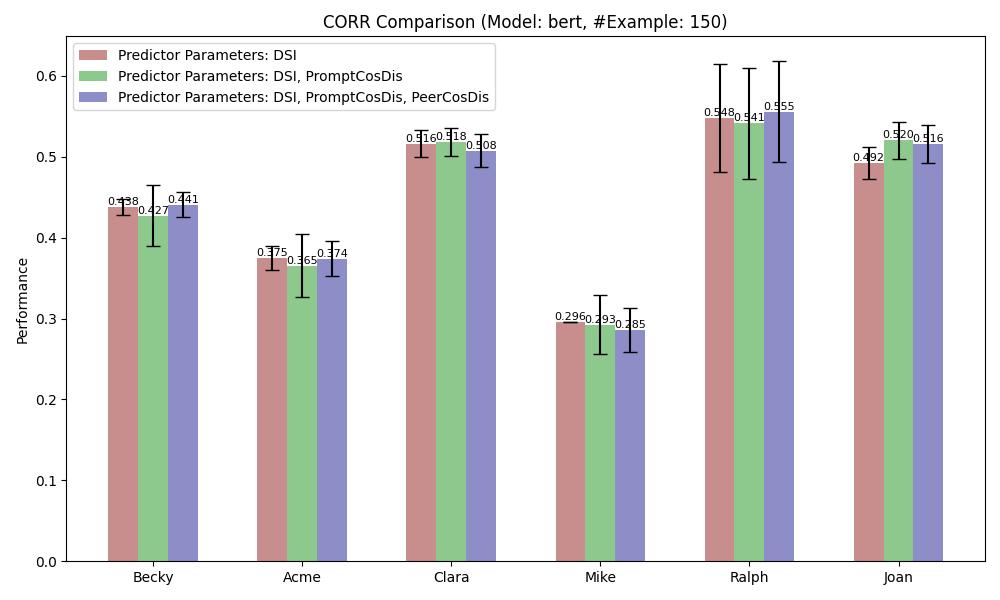 CORR Comparison (Model: bert, #Example: 150)
Predictor Parameters: DSI
Predictor Parameters: DSI, PromptCosDis
Predictor Parameters: DSI, PromptCosDis, PeerCosDis
Performance
0.6
0.5
0.4
0.3
0.2
0.1
0.0
0.438
0.427
0.441
0.375
0.365
0.374
0.516
0.518
0.508
0.296
0.293
0.285
0.548
0.541
0.555
0.492
0.520
0.516
Becky
Acme
Clara
Mike
Ralph
Joan